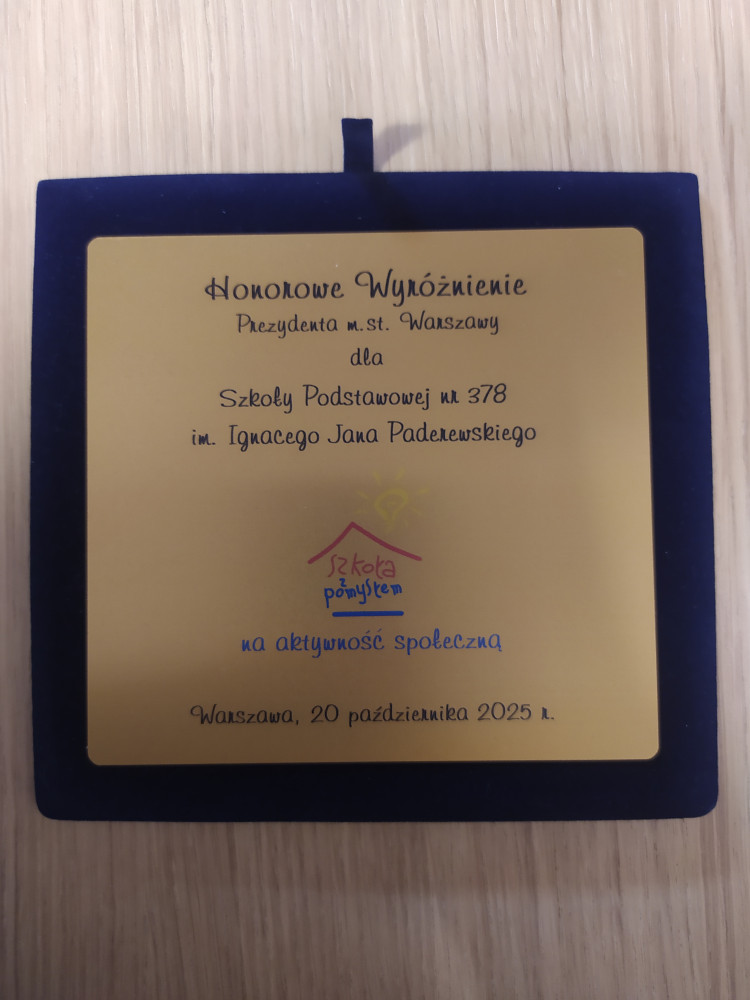 Honorowe Wyróżnienie
Prezydenta m.st. Warszawy
dla
Szkoły Podstawowej nr 378
im. Ignacego Jana Paderewskiego
szkoła
z
pomysłem
na aktywność społeczną
Warszawa, 20 października 2025 r.